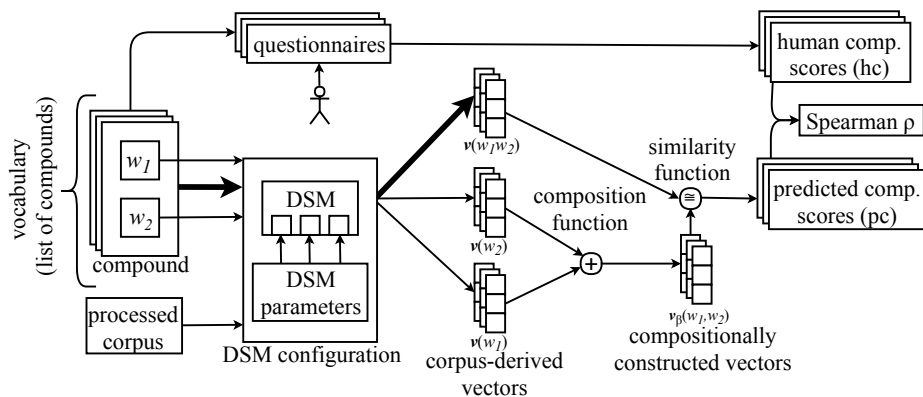 questionnaires
human comp.
scores (hc)
Spearman ρ
vocabulary
(list of compounds)
w1
w2
compound
processed
corpus
DSM
DSM
parameters
DSM configuration
v(w1w2)
v(w2)
v(w1)
corpus-derived
vectors
composition
function
+
similarity
function
≅
vβ(w1,w2)
compositionally
constructed vectors
predicted comp.
scores (pc)